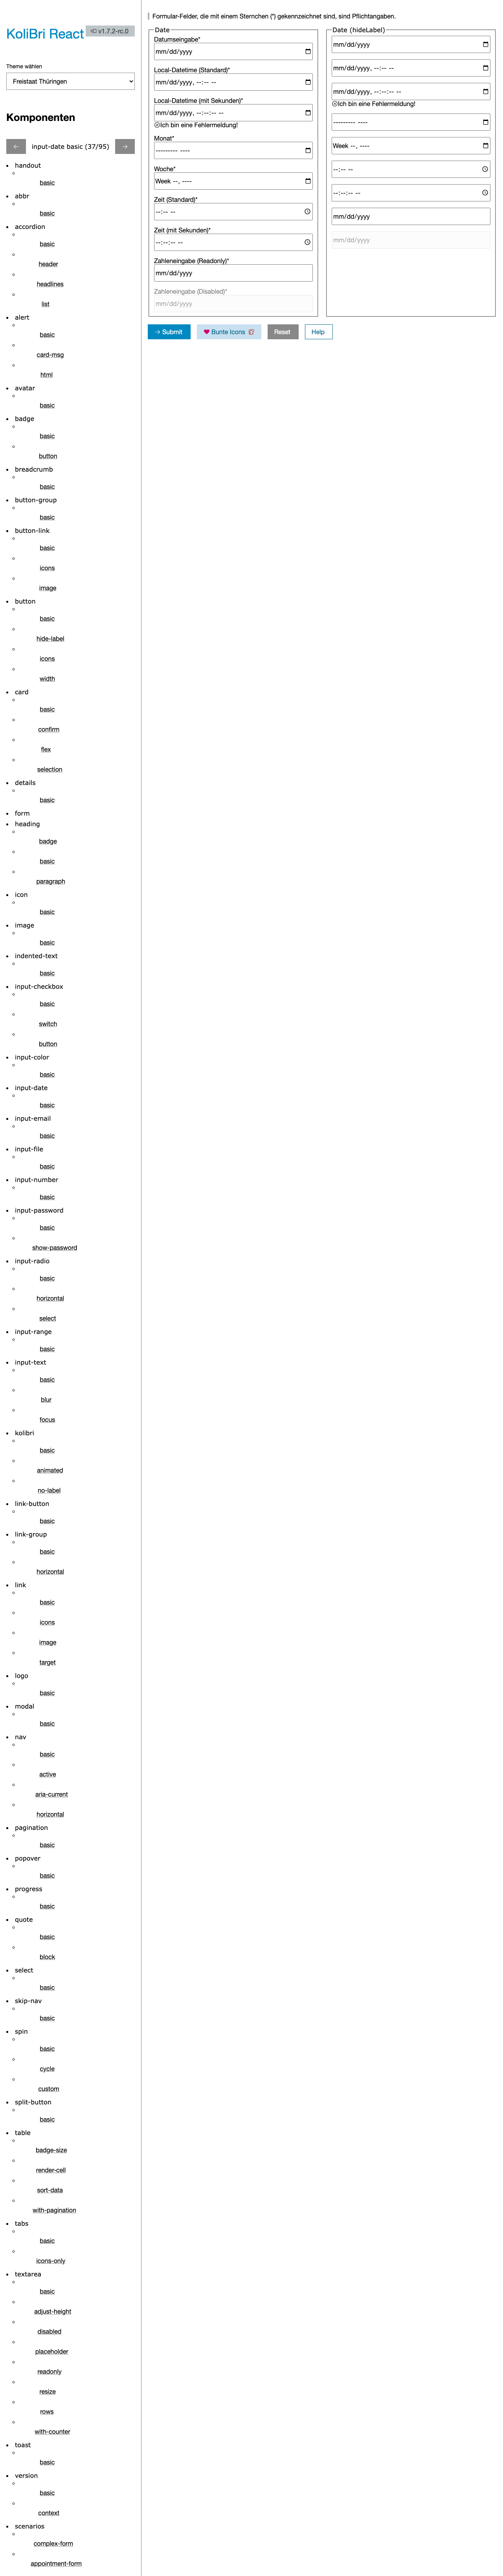 KoliBri React
v1.7.2-rc.0
Theme wählen
Freistaat Thüringen
Komponenten
input-date basic (37/95)
handout
basic
abbr
basic
accordion
basic
header
headlines
list
alert
basic
card-msg
html
avatar
basic
badge
basic
button
breadcrumb
basic
button-group
basic
button-link
basic
icons
image
button
basic
hide-label
icons
width
card
basic
confirm
flex
selection
details
basic
form
heading
badge
basic
paragraph
icon
basic
image
basic
indented-text
basic
input-checkbox
basic
switch
button
input-color
basic
input-date
basic
input-email
basic
input-file
basic
input-number
basic
input-password
basic
show-password
input-radio
basic
horizontal
select
input-range
basic
input-text
basic
blur
focus
kolibri
basic
animated
no-label
link-button
basic
link-group
basic
horizontal
link
basic
icons
image
target
logo
basic
modal
basic
nav
basic
active
aria-current
horizontal
pagination
basic
popover
basic
progress
basic
quote
basic
block
select
basic
skip-nav
basic
spin
basic
cycle
custom
split-button
basic
table
badge-size
render-cell
sort-data
with-pagination
tabs
basic
icons-only
textarea
basic
adjust-height
disabled
placeholder
readonly
resize
rows
with-counter
toast
basic
version
basic
context
scenarios
complex-form
appointment-form
Formular-Felder, die mit einem Sternchen (*) gekennzeichnet sind, sind Pflichtangaben.
Date
Datumseingabe*
mm/dd/yyyy
Local-Datetime (Standard)*
mm/dd/yyyy, --:-- --
Local-Datetime (mit Sekunden)*
mm/dd/yyyy, --:--:-- --
Ich bin eine Fehlermeldung!
Monat*
--------- ----
Woche*
Week --, ----
Zeit (Standard)*
--:-- --
Zeit (mit Sekunden)*
--:--:-- --
Zahleneingabe (Readonly)*
mm/dd/yyyy
Zahleneingabe (Disabled)*
mm/dd/yyyy
Date (hideLabel)
mm/dd/yyyy
mm/dd/yyyy, --:-- --
mm/dd/yyyy, --:--:-- --
Ich bin eine Fehlermeldung!
--------- ----
Week --, ----
--:-- --
--:--:-- --
mm/dd/yyyy
mm/dd/yyyy
Submit
Bunte Icons
Reset
Help